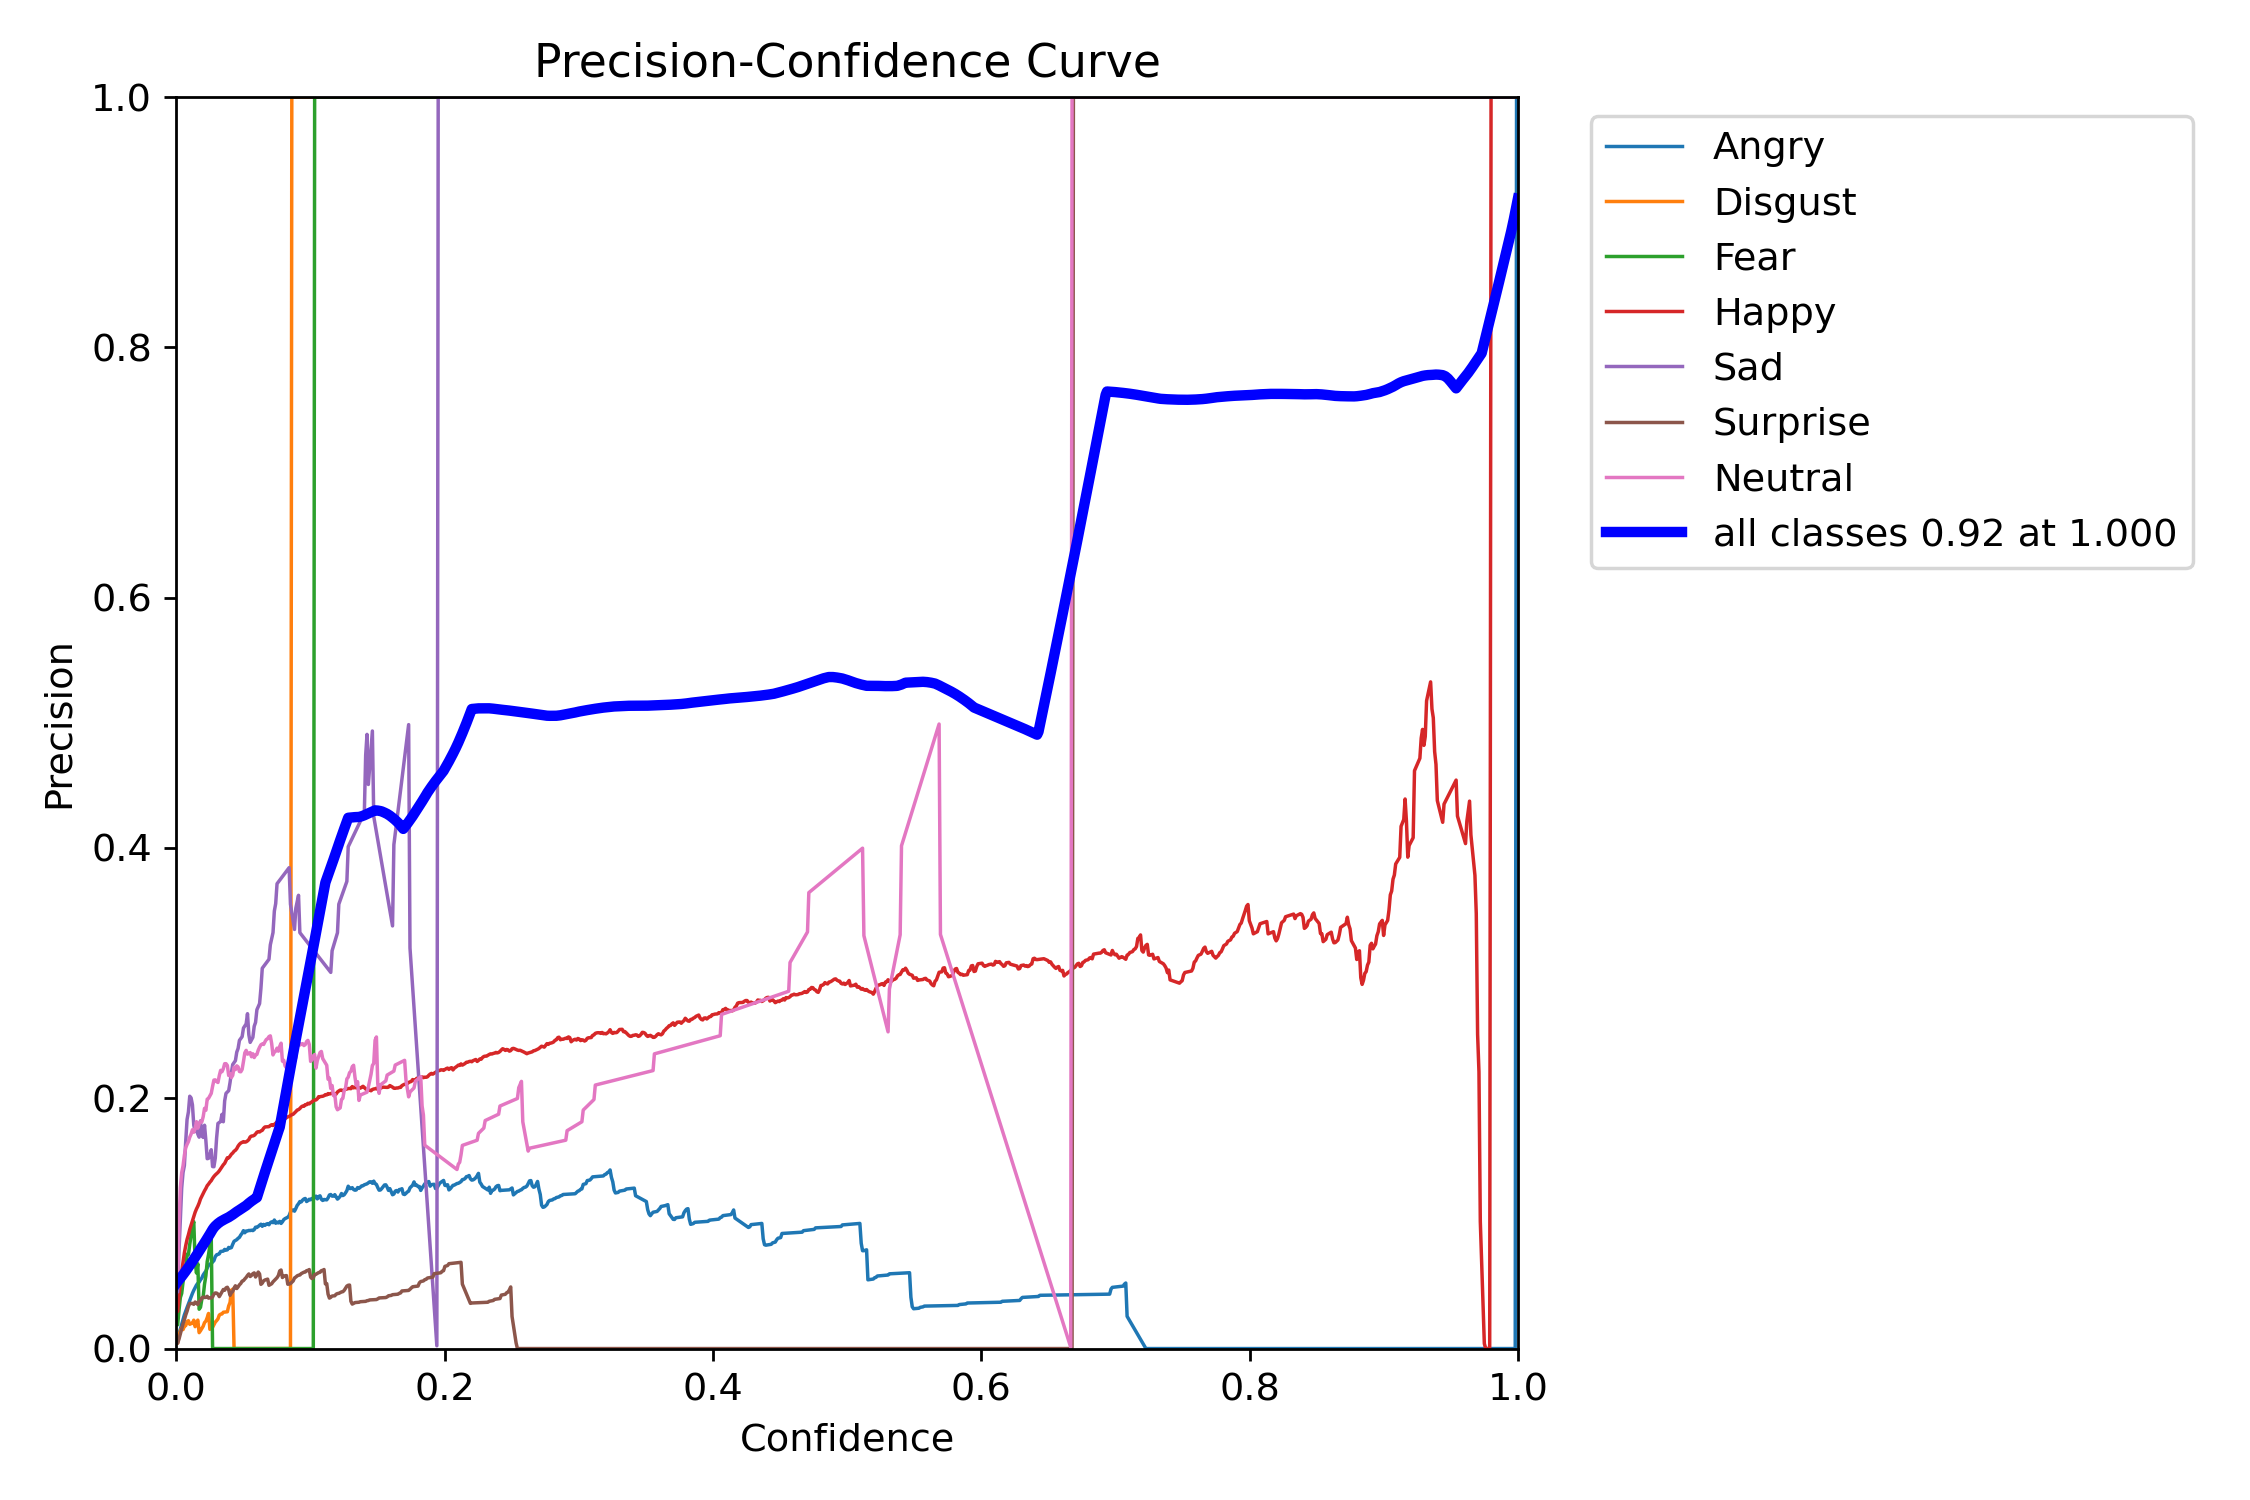 Precision-Confidence Curve
1.0
0.8
0.6
0.4
0.2
0.0
Precision
0.0 0.2 0.4 0.6 0.8 1.0
Confidence
Angry
Disgust
Fear
Happy
Sad
Surprise
Neutral
all classes 0.92 at 1.000